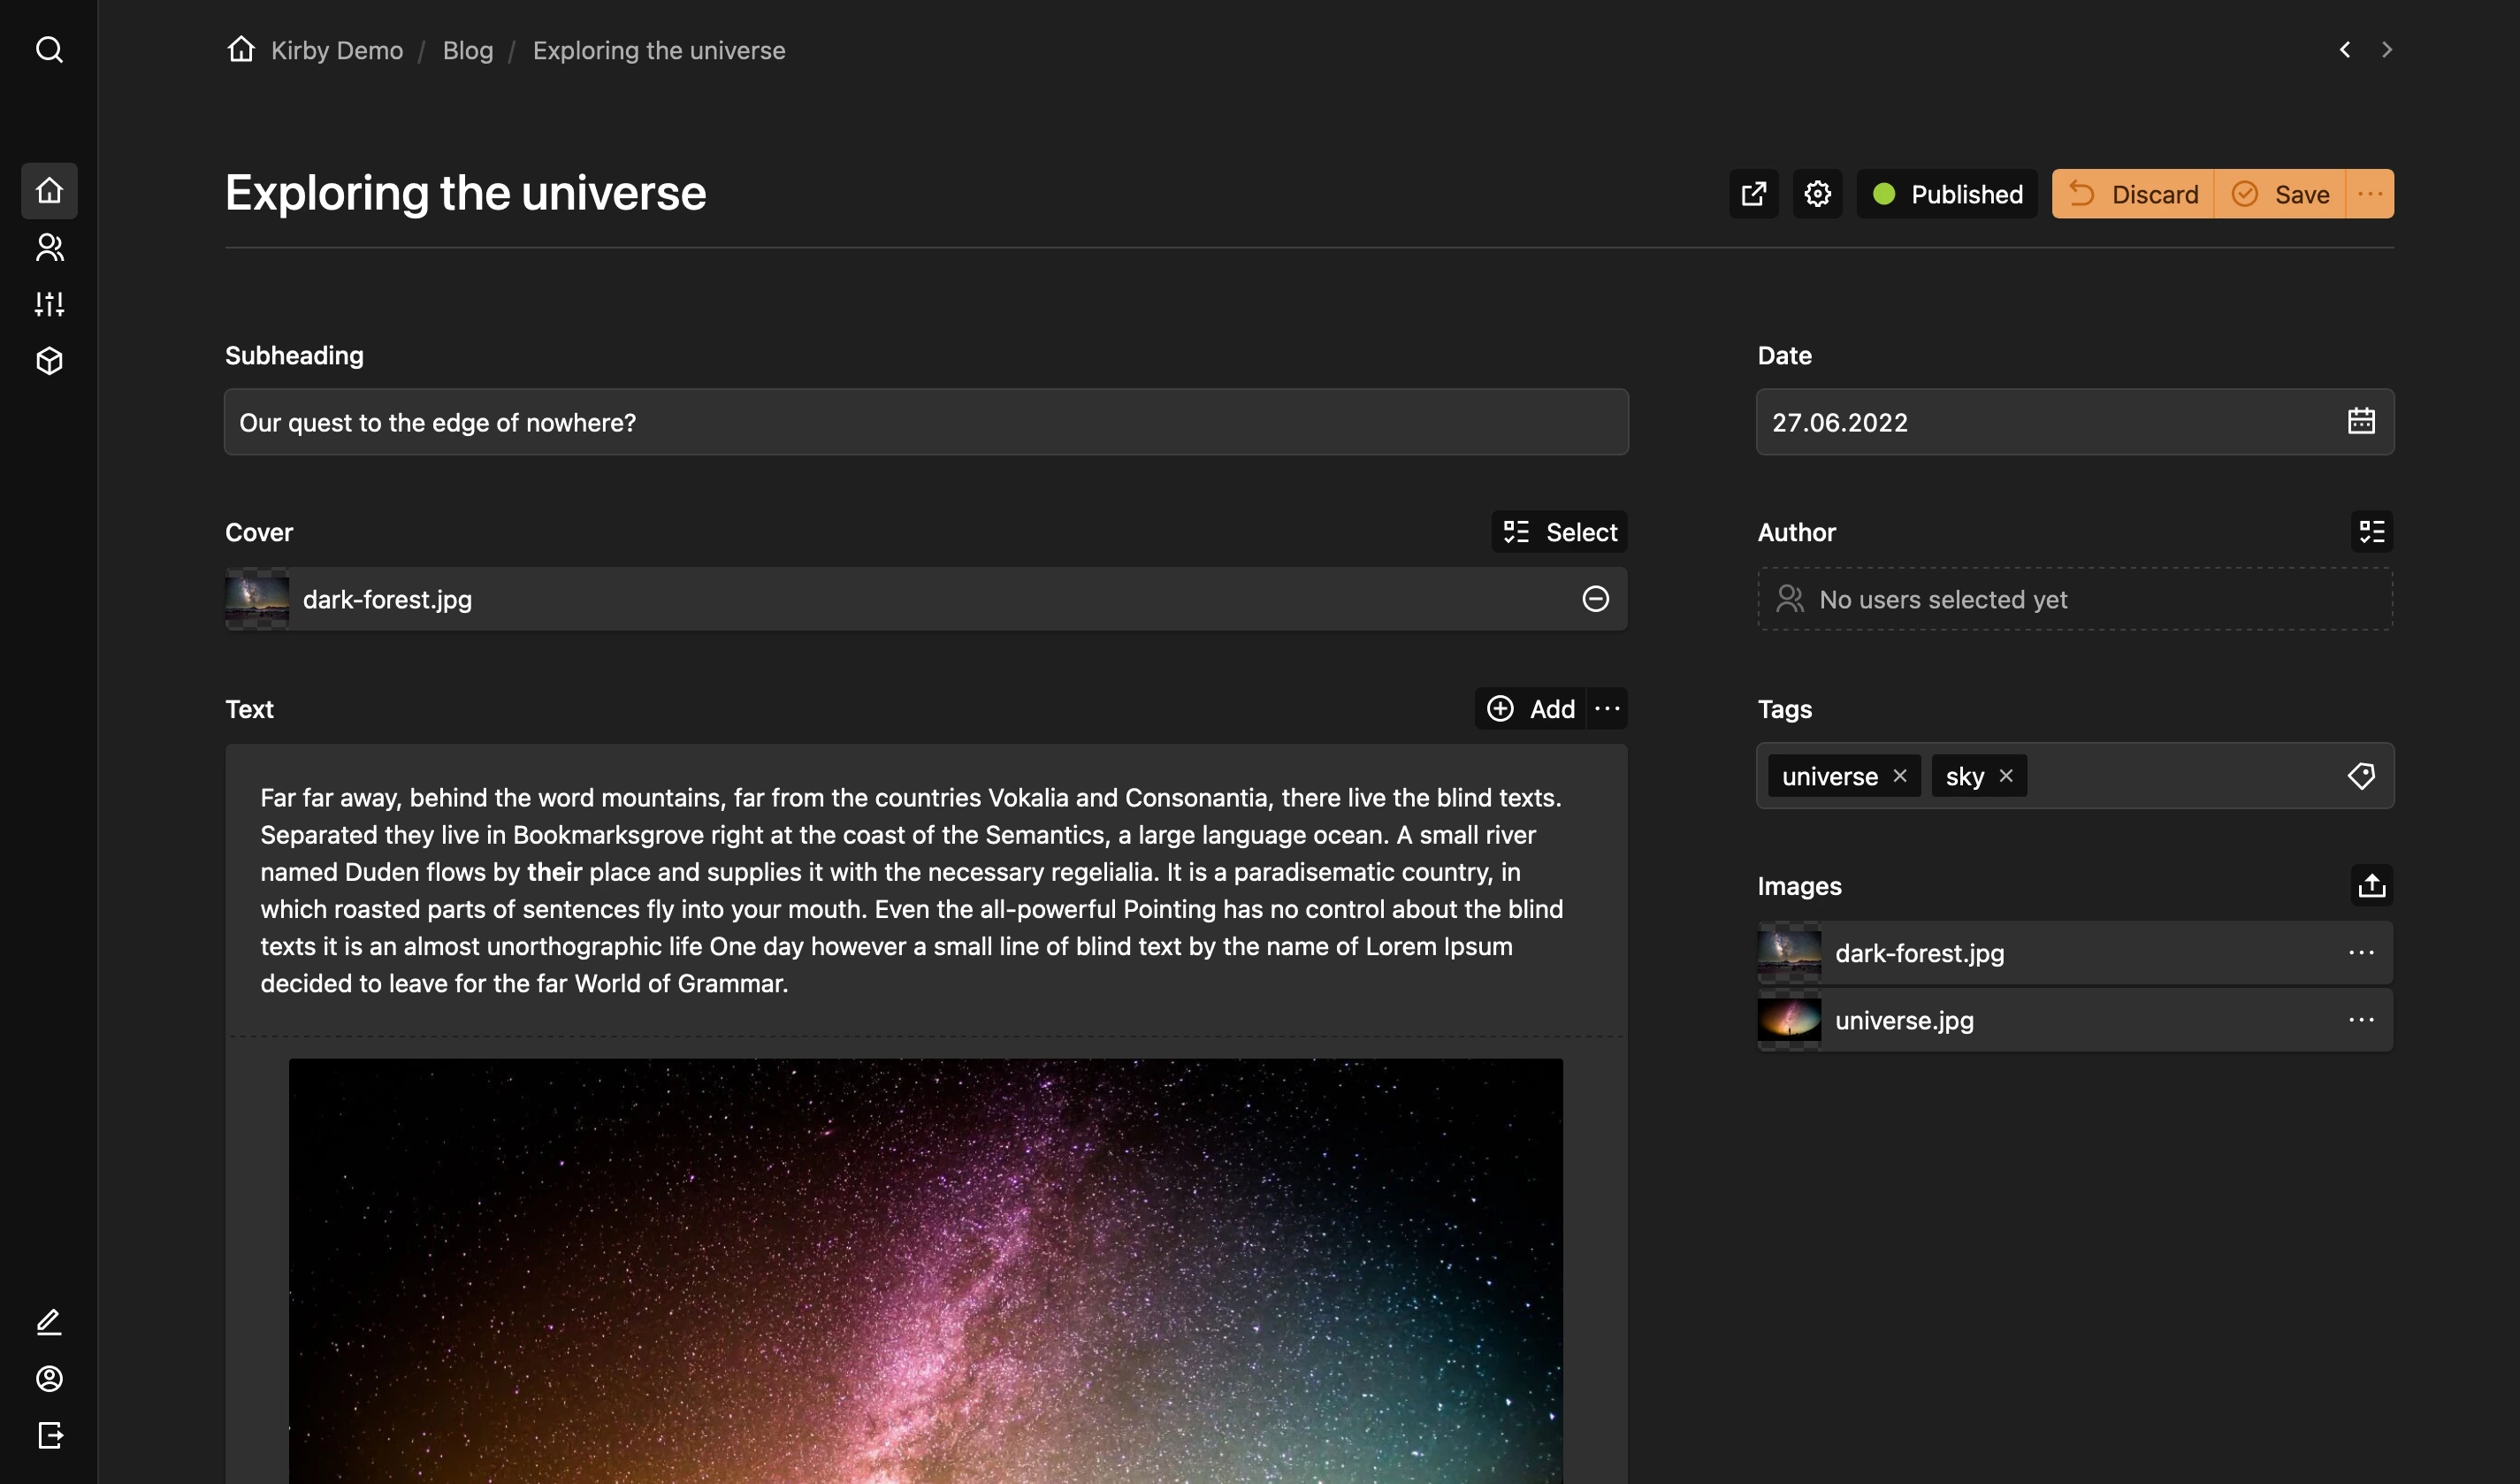 Kirby Demo / Blog / Exploring the universe
Exploring the universe
Published
Discard
Save
Subheading
Our quest to the edge of nowhere?
Date
27.06.2022
Cover
Select
dark-forest.jpg
Author
No users selected yet
Text
Add
Far far away, behind the word mountains, far from the countries Vokalia and Consonantia, there live the blind texts.
Separated they live in Bookmarksgrove right at the coast of the Semantics, a large language ocean. A small river
named Duden flows by their place and supplies it with the necessary regelialia. It is a paradisematic country, in
which roasted parts of sentences fly into your mouth. Even the all-powerful Pointing has no control about the blind
texts it is an almost unorthographic life One day however a small line of blind text by the name of Lorem Ipsum
decided to leave for the far World of Grammar.
Tags
universe
sky
Images
dark-forest.jpg
universe.jpg